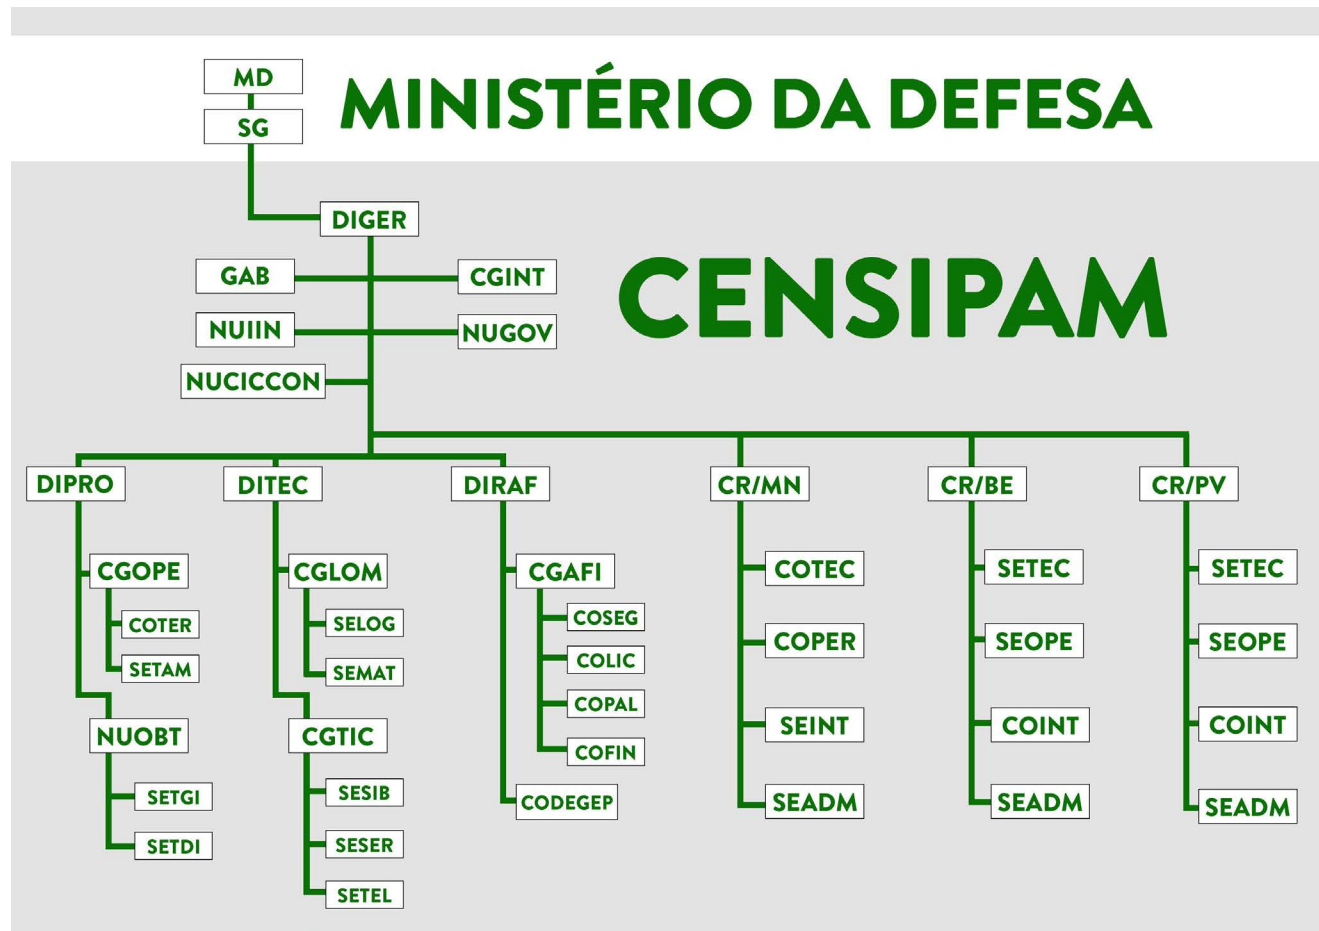 MD
MINISTÉRIO DA DEFESA
SG
DIGER
GAB
CGINT
CENSIPAM
NUIIN
NUGOV
NUCICCON
DIPRO
DITEC
DIRAF
CR/MN
CR/BE
CR/PV
CGOPE
COTER
SETAM
NUOBT
SETGI
SETDI
CGLOM
SELOG
SEMAT
CGTIC
SESIB
SESER
SETEL
CGAFI
COSEG
COLIC
COPAL
COFIN
CODEGEP
COTEC
COPER
SEINT
SEADM
SETEC
SEOPE
COINT
SEADM
SETEC
SEOPE
COINT
SEADM